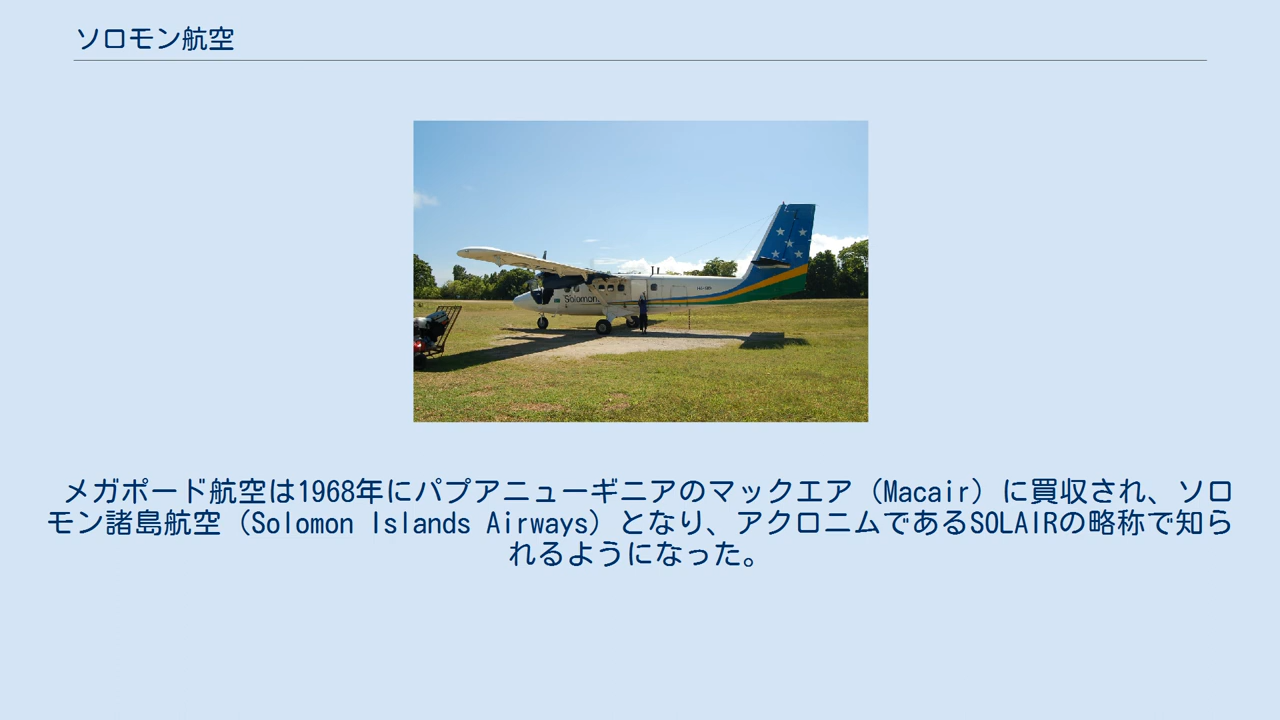 ソロモン航空
Solomon
メガポード航空は1968年にパプアニューギニアのマックエア（Macair）に買収され、ソロ
モン諸島航空（Solomon Islands Airways）となり、アクロニムであるSOLAIRの略称で知ら
れるようになった。